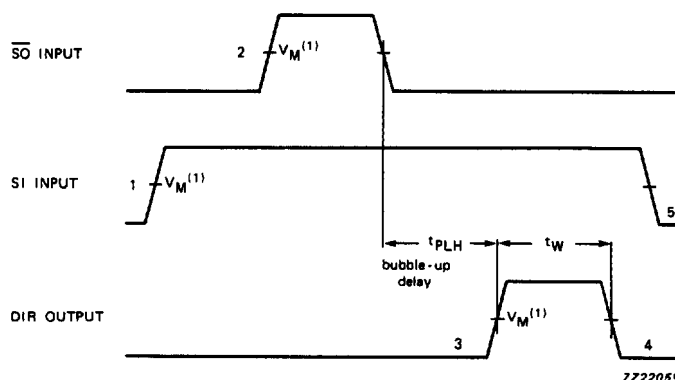 SO INPUT
2
VM(1)
SI INPUT
1
VM(1)
5
tPLH
tW
bubble-up
delay
DIR OUTPUT
3
VM(1)
4